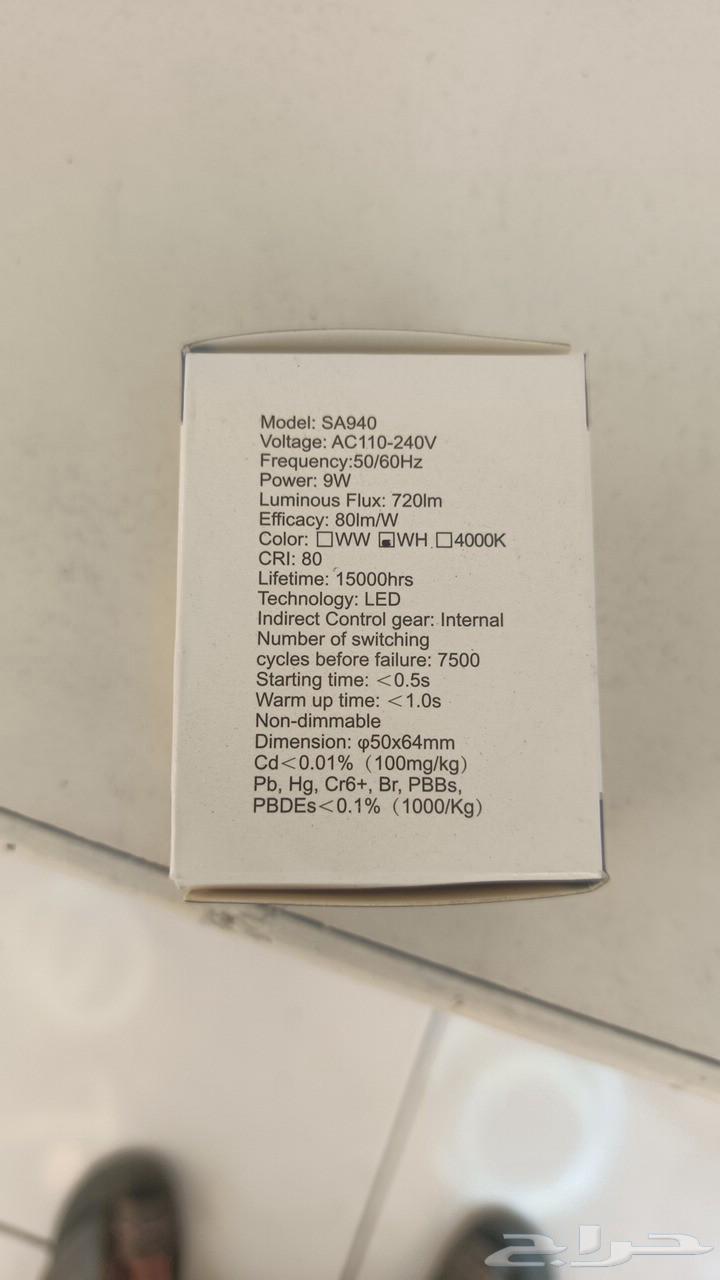 Model: SA940
Voltage: AC110-240V
Frequency:50/60Hz
Power: 9W
Luminous Flux: 720lm
Efficacy: 80lm/W
Color: ☐WW ☑WH ☐4000K
CRI: 80
Lifetime: 15000hrs
Technology: LED
Indirect Control gear: Internal
Number of switching
cycles before failure: 7500
Starting time: <0.5s
Warm up time: <1.0s
Non-dimmable
Dimension: φ50x64mm
Cd<0.01%（100mg/kg）
Pb, Hg, Cr6+, Br, PBBs,
PBDEs<0.1%（1000/Kg）
حراج